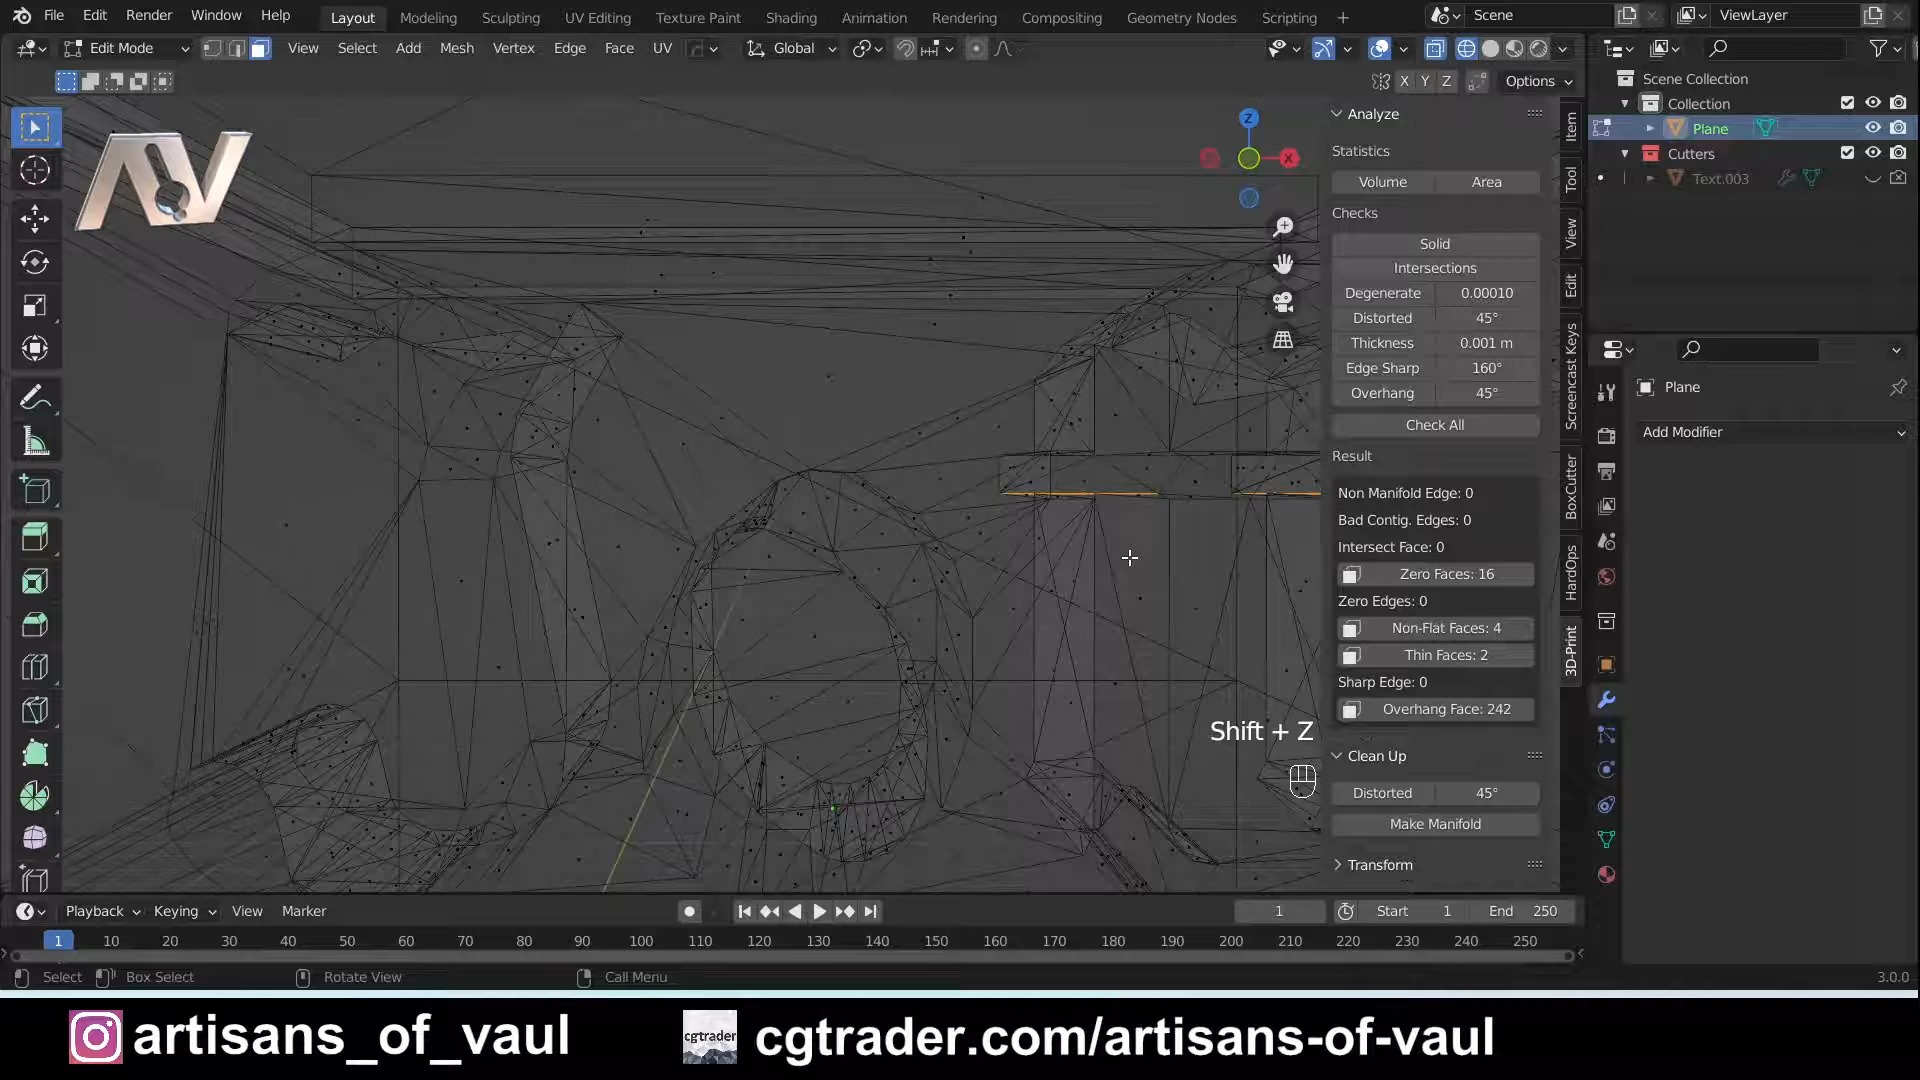 File Edit Render Window Help Layout Modeling Sculpting UV Editing Texture Paint Shading Animation Rendering Compositing Geometry Nodes Scripting + Scene ViewLayer
Edit Mode View Select Add Mesh Vertex Edge Face UV Global
X Y Z Options
Scene Collection
Collection
Plane
Cutters
Text.003
Z
X
AV
Analyze
Statistics
Volume Area
Checks
Solid
Intersections
Degenerate 0.00010
Distorted 45°
Thickness 0.001 m
Edge Sharp 160°
Overhang 45°
Check All
Result
Non Manifold Edge: 0
Bad Contig. Edges: 0
Intersect Face: 0
Zero Faces: 16
Zero Edges: 0
Non-Flat Faces: 4
Thin Faces: 2
Sharp Edge: 0
Overhang Face: 242
Clean Up
Distorted 45°
Make Manifold
Transform
Item
Tool
View
Edit
Screencast Keys
BoxCutter
HardOps
3D-Print
Plane
Add Modifier
Shift + Z
Playback Keying View Marker 1 Start 1 End 250
1 10 20 30 40 50 60 70 80 90 100 110 120 130 140 150 160 170 180 190 200 210 220 230 240 250
Select Box Select Rotate View Call Menu 3.0.0
artisans_of_vaul cgtrader cgtrader.com/artisans-of-vaul